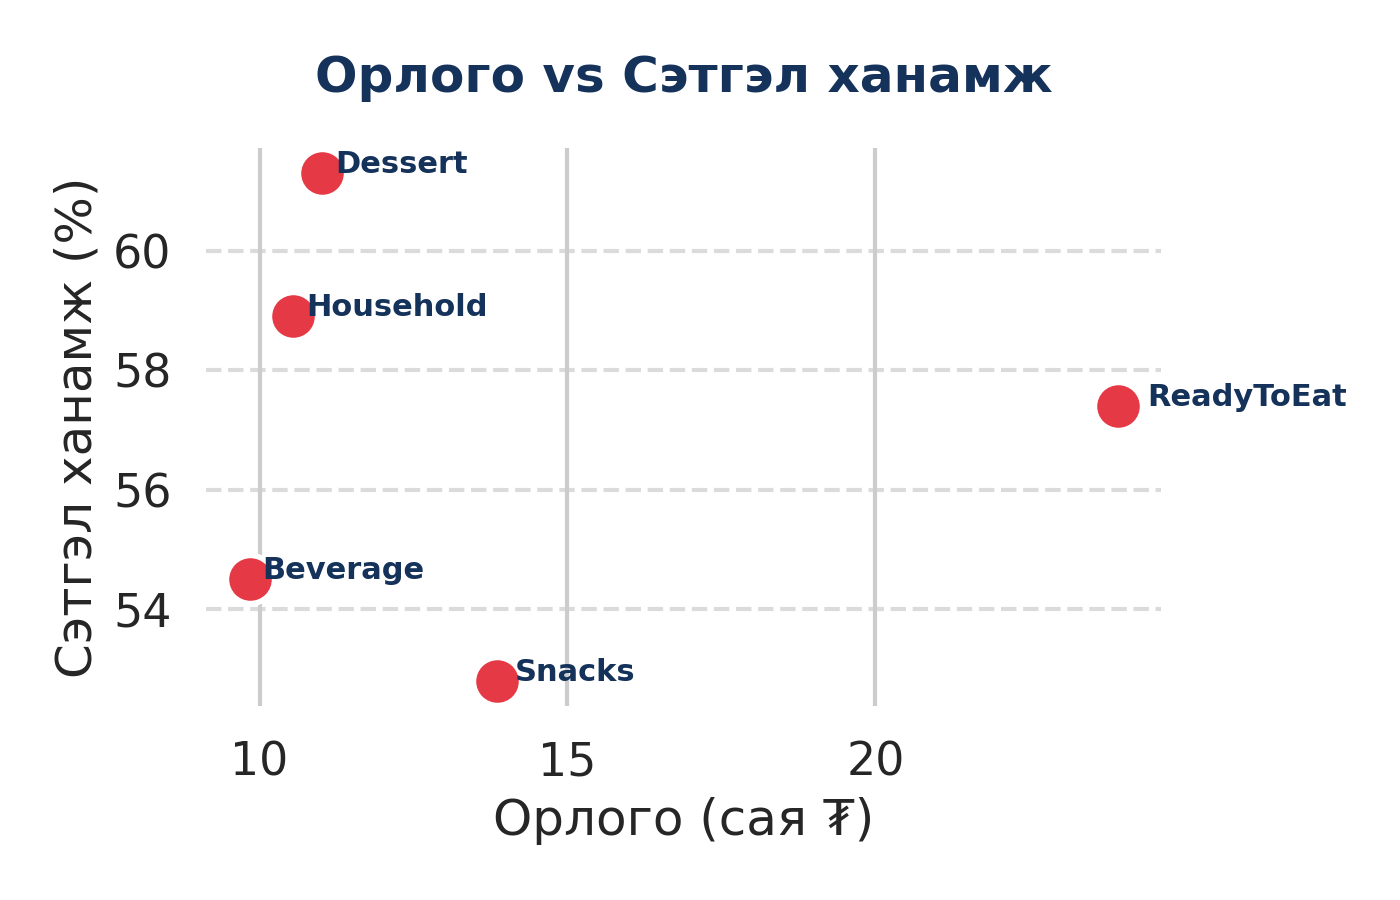 Орлого vs Сэтгэл ханамж
Сэтгэл ханамж (%)
60
58
56
54
Dessert
Household
ReadyToEat
Beverage
Snacks
10
15
20
Орлого (сая ₮)